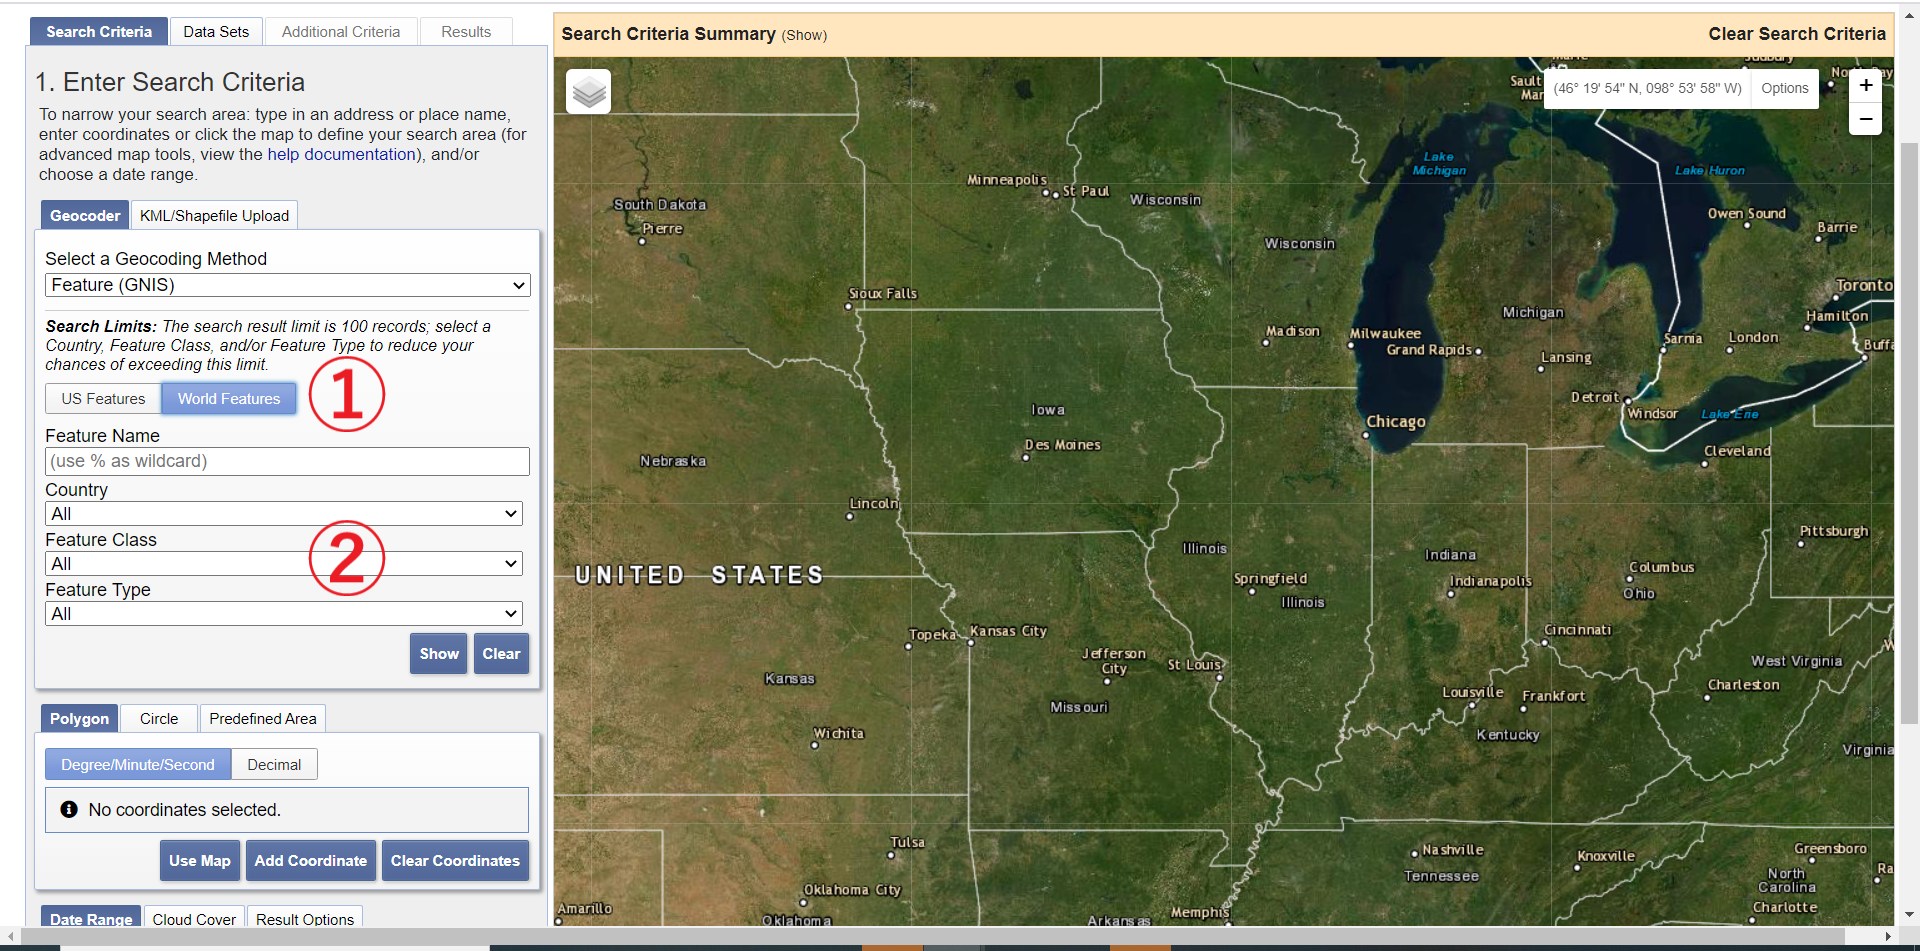 Search Criteria
Data Sets
Additional Criteria
Results
1. Enter Search Criteria
To narrow your search area: type in an address or place name,
enter coordinates or click the map to define your search area (for
advanced map tools, view the help documentation), and/or
choose a date range.
Geocoder
KML/Shapefile Upload
Select a Geocoding Method
Feature (GNIS)
Search Limits: The search result limit is 100 records; select a
Country, Feature Class, and/or Feature Type to reduce your
chances of exceeding this limit.
US Features
World Features
①
Feature Name
(use % as wildcard)
Country
All
Feature Class
All
②
Feature Type
All
Show
Clear
Polygon
Circle
Predefined Area
Degree/Minute/Second
Decimal
No coordinates selected.
Use Map
Add Coordinate
Clear Coordinates
Date Range
Cloud Cover
Result Options
Search Criteria Summary (Show)
Clear Search Criteria
(46° 19' 54" N, 098° 53' 58" W)
Options
+
−
Sault
Mar
Lake
Michigan
Lake Huron
Minneapolis
St Paul
Wisconsin
South Dakota
Pierre
Owen Sound
Barrie
Wisconsin
Sioux Falls
Toronto
Michigan
Hamilton
Madison
Milwaukee
Grand Rapids
Lansing
Sarnia
London
Buffa
Detroit
Windsor
Lake Erie
Iowa
Chicago
Des Moines
Cleveland
Nebraska
Lincoln
Pittsburgh
Illinois
Indiana
UNITED STATES
Springfield
Illinois
Indianapolis
Columbus
Ohio
Topeka
Kansas City
Cincinnati
Jefferson
City
St Louis
West Virginia
Kansas
Louisville
Frankfort
Charleston
Missouri
Wichita
Kentucky
Virginia
Tulsa
Nashville
Knoxville
Greensboro
Tennessee
North
Carolina
Ra
Oklahoma City
Amarillo
Oklahoma
Arkansas
Memphis
Charlotte